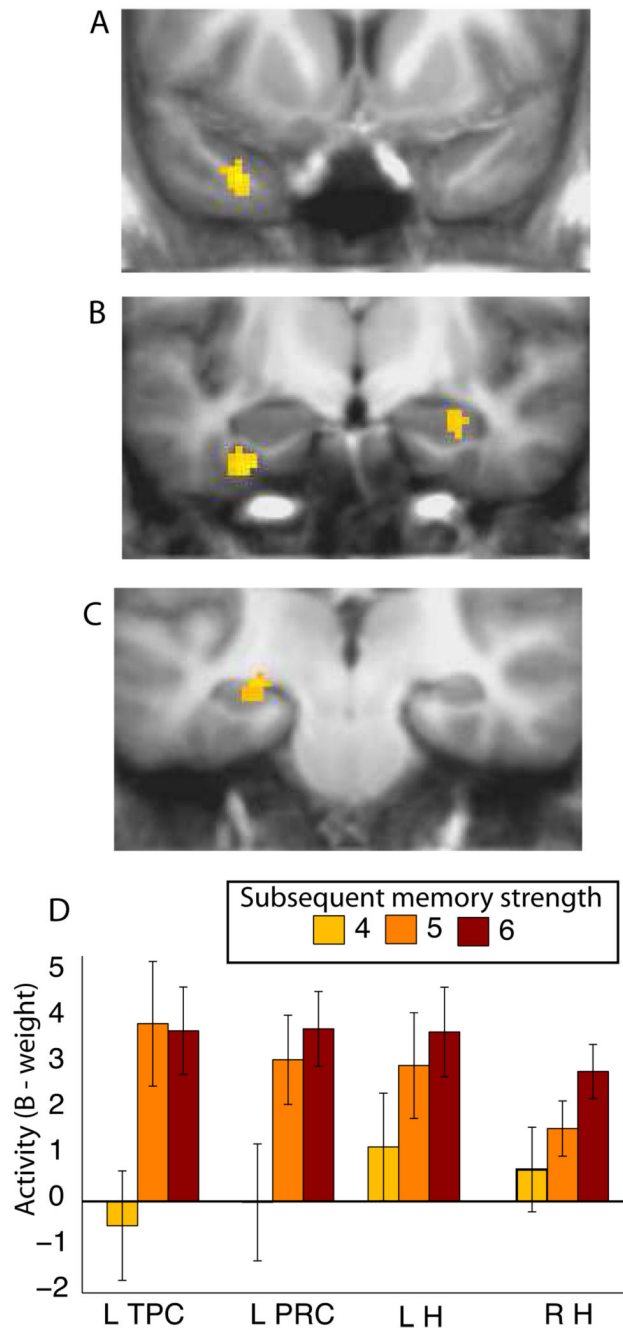 A
B
C
D
Subsequent memory strength
4 5 6
Activity (B - weight)
5
4
3
2
1
0
−1
−2
L TPC L PRC L H R H